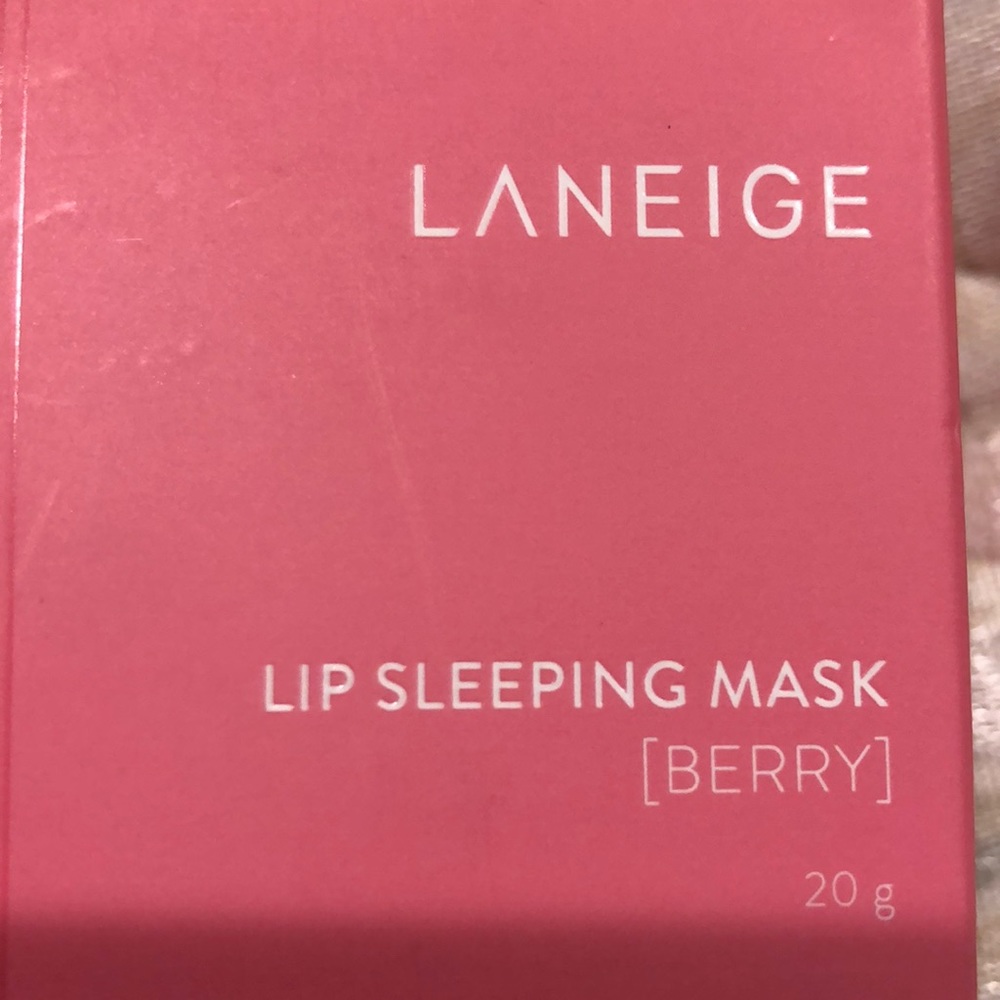 LANEIGE
LIP SLEEPING MASK
[BERRY]
20 g